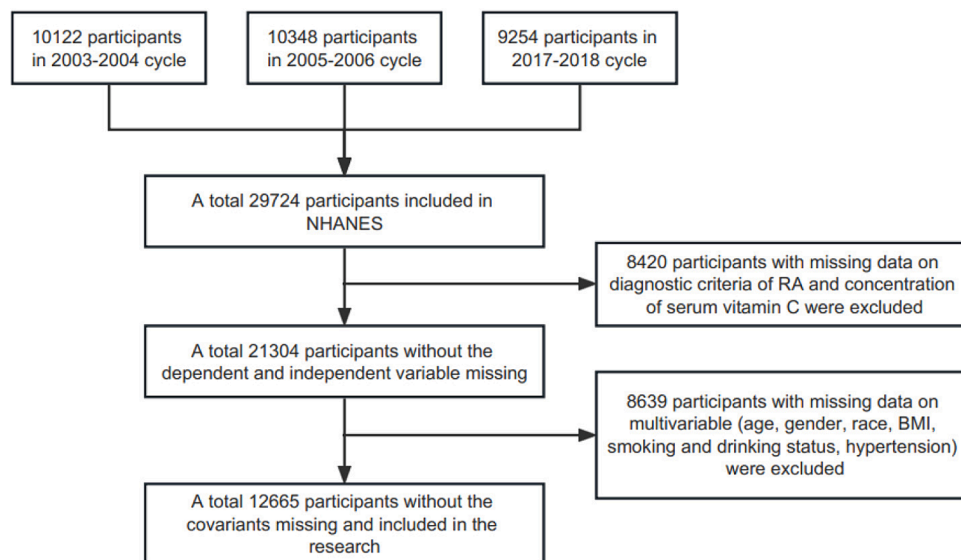 10122 participants
in 2003-2004 cycle
10348 participants
in 2005-2006 cycle
9254 participants in
2017-2018 cycle
A total 29724 participants included in
NHANES
8420 participants with missing data on
diagnostic criteria of RA and concentration
of serum vitamin C were excluded
A total 21304 participants without the
dependent and independent variable missing
8639 participants with missing data on
multivariable (age, gender, race, BMI,
smoking and drinking status, hypertension)
were excluded
A total 12665 participants without the
covariants missing and included in the
research